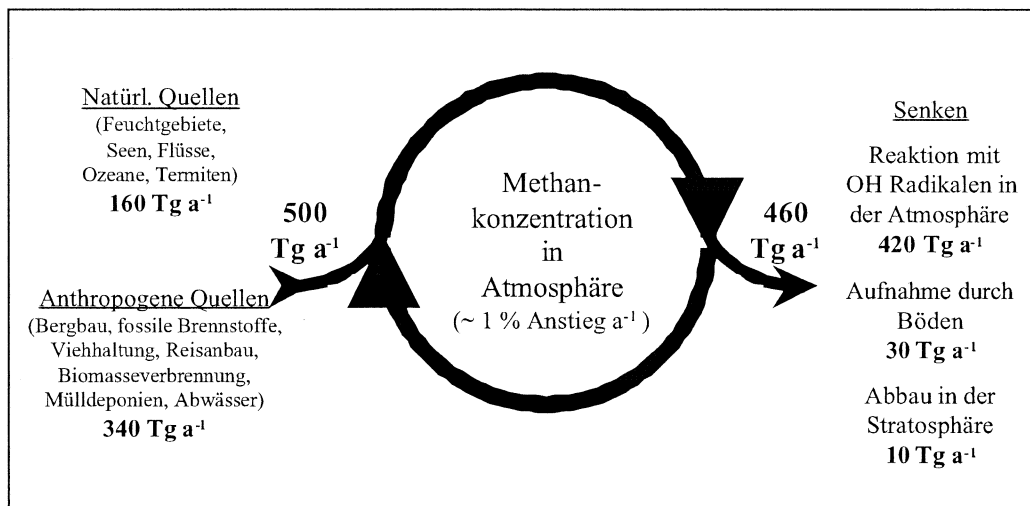 Natürl. Quellen
(Feuchtgebiete,
Seen, Flüsse,
Ozeane, Termiten)
160 Tg a⁻¹
500
Tg a⁻¹
Anthropogene Quellen
(Bergbau, fossile Brennstoffe,
Viehhaltung, Reisanbau,
Biomasseverbrennung,
Mülldeponien, Abwässer)
340 Tg a⁻¹
Methan-
konzentration
in
Atmosphäre
(~ 1 % Anstieg a⁻¹ )
460
Tg a⁻¹
Senken
Reaktion mit
OH Radikalen in
der Atmosphäre
420 Tg a⁻¹
Aufnahme durch
Böden
30 Tg a⁻¹
Abbau in der
Stratosphäre
10 Tg a⁻¹